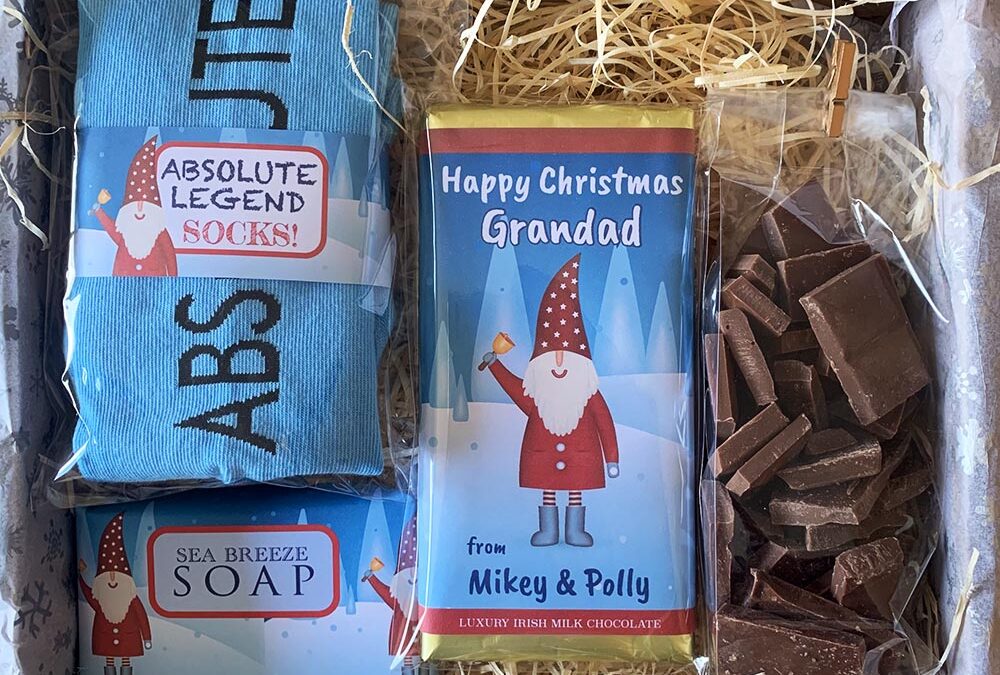 ABSOLUTE
LEGEND
SOCKS!
ABS
UTE
SEA BREEZE
SOAP
Happy Christmas
Grandad
from
Mikey & Polly
LUXURY IRISH MILK CHOCOLATE